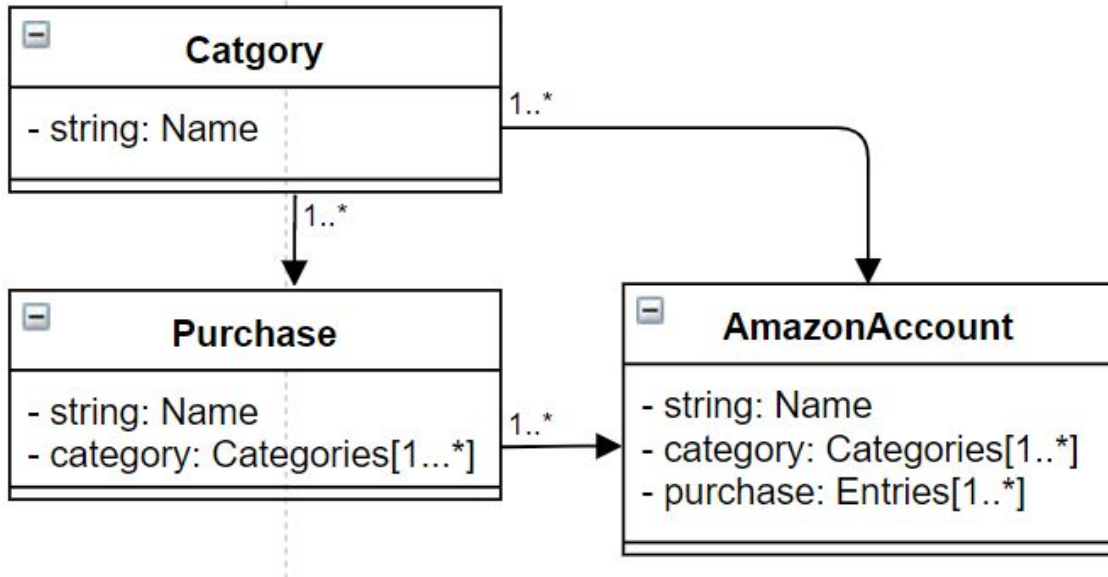 Catgory
- string: Name
1..*
1..*
Purchase
- string: Name
- category: Categories[1...*]
1..*
AmazonAccount
- string: Name
- category: Categories[1..*]
- purchase: Entries[1..*]